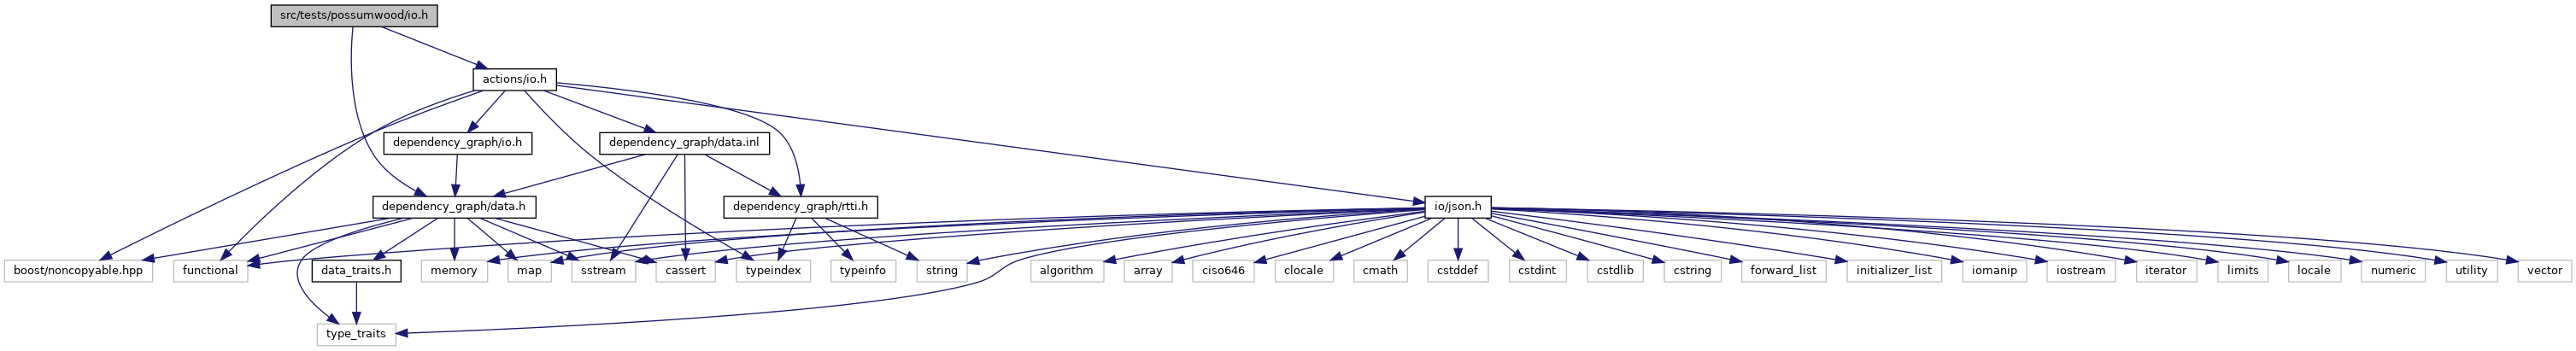 src/tests/possumwood/io.h
actions/io.h
dependency_graph/io.h
dependency_graph/data.inl
dependency_graph/data.h
dependency_graph/rtti.h
io/json.h
boost/noncopyable.hpp
functional
data_traits.h
memory
map
sstream
cassert
typeindex
typeinfo
string
algorithm
array
ciso646
clocale
cmath
cstddef
cstdint
cstdlib
cstring
forward_list
initializer_list
iomanip
iostream
iterator
limits
locale
numeric
utility
vector
type_traits